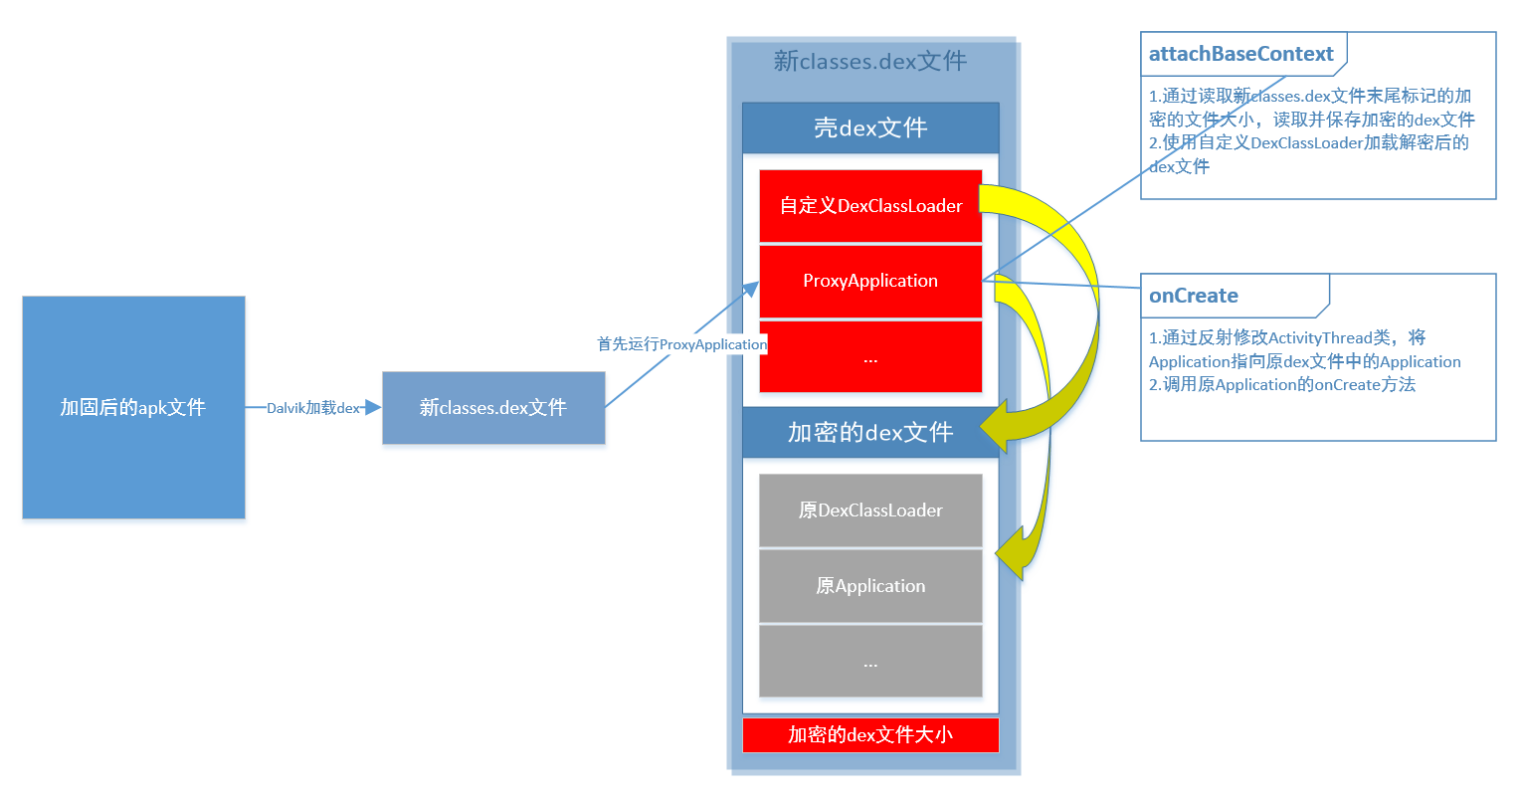 加固后的apk文件
Dalvik加载dex
新classes.dex文件
首先运行ProxyApplication
新classes.dex文件
壳dex文件
自定义DexClassLoader
ProxyApplication
...
加密的dex文件
原DexClassLoader
原Application
...
加密的dex文件大小
attachBaseContext
1.通过读取新classes.dex文件末尾标记的加
密的文件大小，读取并保存加密的dex文件
2.使用自定义DexClassLoader加载解密后的
dex文件
onCreate
1.通过反射修改ActivityThread类，将
Application指向原dex文件中的Application
2.调用原Application的onCreate方法